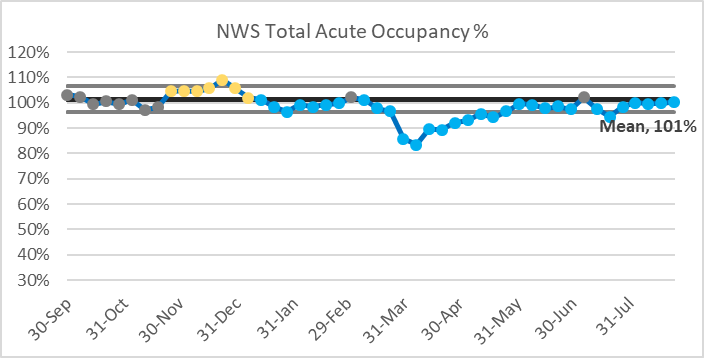 NWS Total Acute Occupancy %
120%
110%
100%
90%
80%
70%
60%
50%
40%
30%
Mean, 101%
30-Sep
31-Oct
30-Nov
31-Dec
31-Jan
29-Feb
31-Mar
30-Apr
31-May
30-Jun
31-Jul